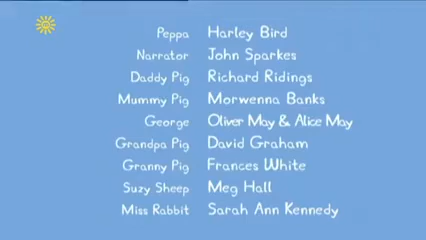 Peppa Harley Bird
Narrator John Sparkes
Daddy Pig Richard Ridings
Mummy Pig Morwenna Banks
George Oliver May & Alice May
Grandpa Pig David Graham
Granny Pig Frances White
Suzy Sheep Meg Hall
Miss Rabbit Sarah Ann Kennedy